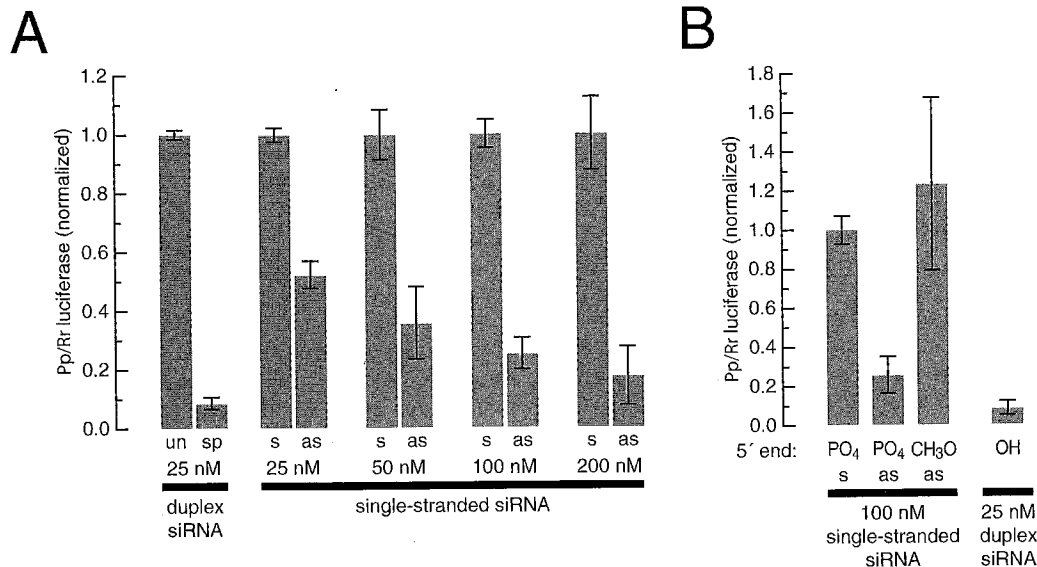 A
Pp/Rr luciferase (normalized)
1.2
1.0
0.8
0.6
0.4
0.2
0.0
un sp s as s as s as s as
25 nM 25 nM 50 nM 100 nM 200 nM
duplex siRNA
single-stranded siRNA
B
Pp/Rr luciferase (normalized)
1.8
1.6
1.4
1.2
1.0
0.8
0.6
0.4
0.2
0.0
5´ end: PO4 PO4 CH3O OH
s as as
100 nM
single-stranded
siRNA
25 nM
duplex
siRNA